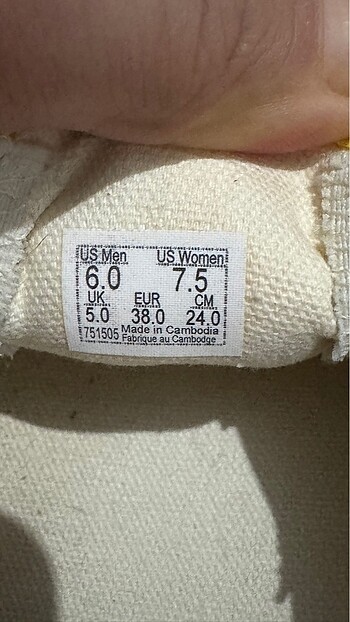 US Men US Women
6.0 7.5
UK EUR CM
5.0 38.0 24.0
751505 Made in Cambodia
Fabrique au Cambodge